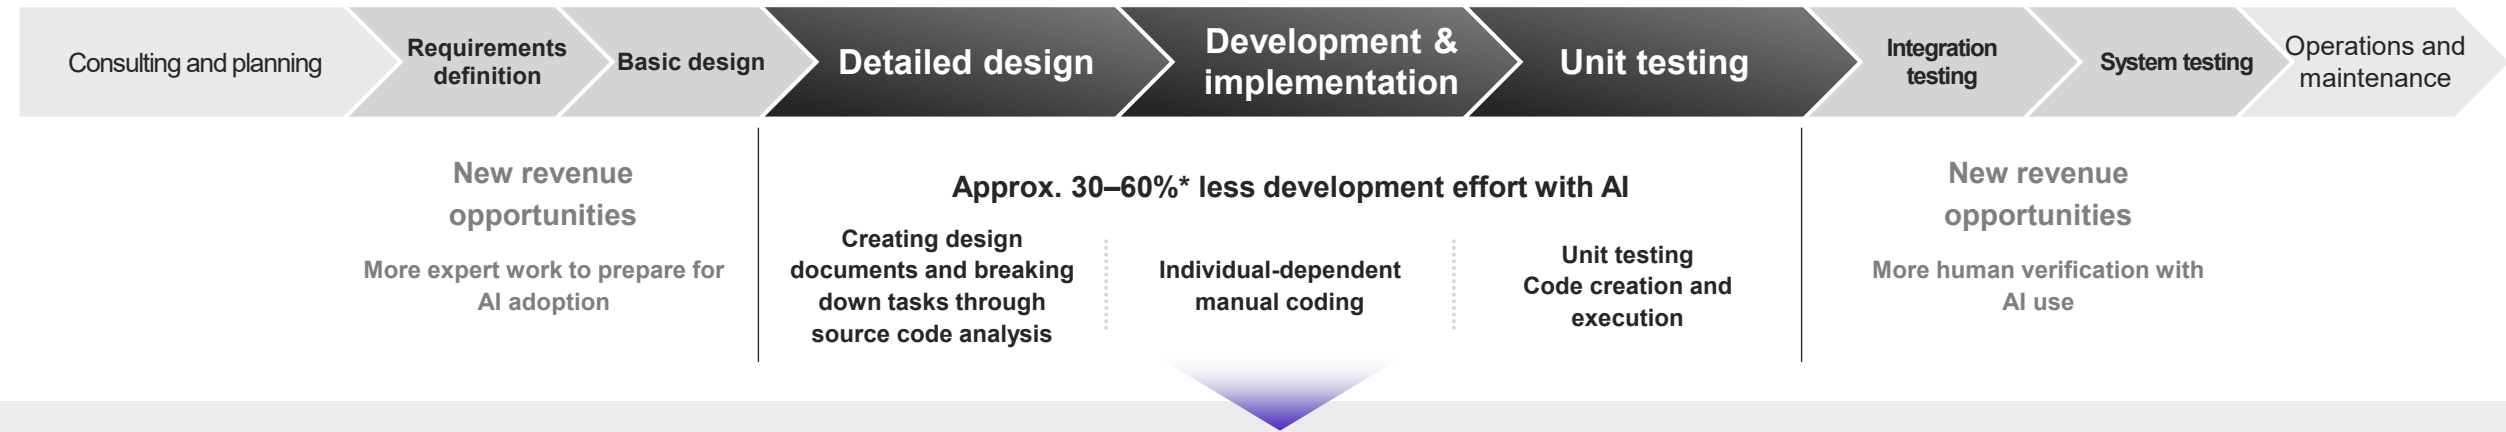 Consulting and planning
Requirements
definition
Basic design
Detailed design
Development &
implementation
Unit testing
Integration
testing
System testing
Operations and
maintenance
New revenue
opportunities
More expert work to prepare for
AI adoption
Approx. 30–60%* less development effort with AI
Creating design
documents and breaking
down tasks through
source code analysis
Individual-dependent
manual coding
Unit testing
Code creation and
execution
New revenue
opportunities
More human verification with
AI use